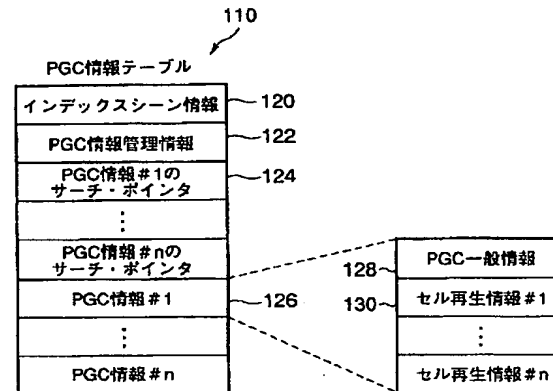 110
PGC情報テーブル
インデックスシーン情報
120
PGC情報管理情報
122
PGC情報#1の
サーチ・ポインタ
124
⋮
PGC情報#nの
サーチ・ポインタ
PGC情報#1
126
⋮
PGC情報#n
128
PGC一般情報
130
セル再生情報#1
⋮
セル再生情報#n